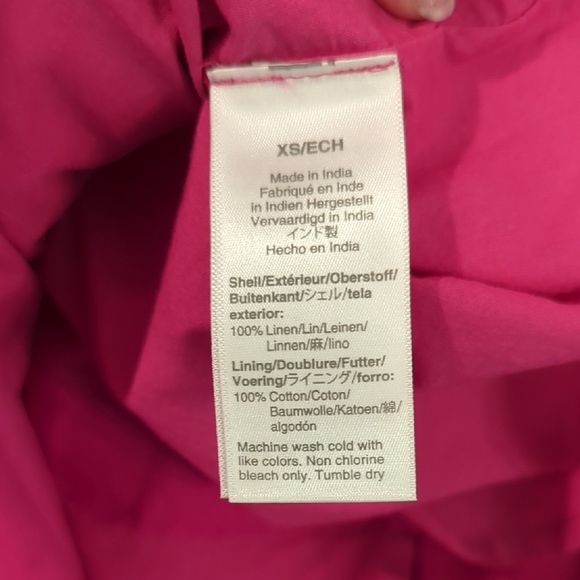 XS/ECH
Made in India
Fabriqué en Inde
in Indien Hergestellt
Vervaardigd in India
インド製
Hecho en India
Shell/Extérieur/Oberstoff/
Buitenkant/シェル/tela
exterior:
100% Linen/Lin/Leinen/
Linnen/麻/lino
Lining/Doublure/Futter/
Voering/ライニング/forro:
100% Cotton/Coton/
Baumwolle/Katoen/綿/
algodón
Machine wash cold with
like colors. Non chlorine
bleach only. Tumble dry